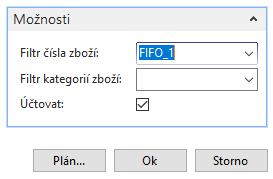 Možnosti
Filtr čísla zboží: FIFO_1
Filtr kategorií zboží:
Účtovat:
Plán... Ok Storno